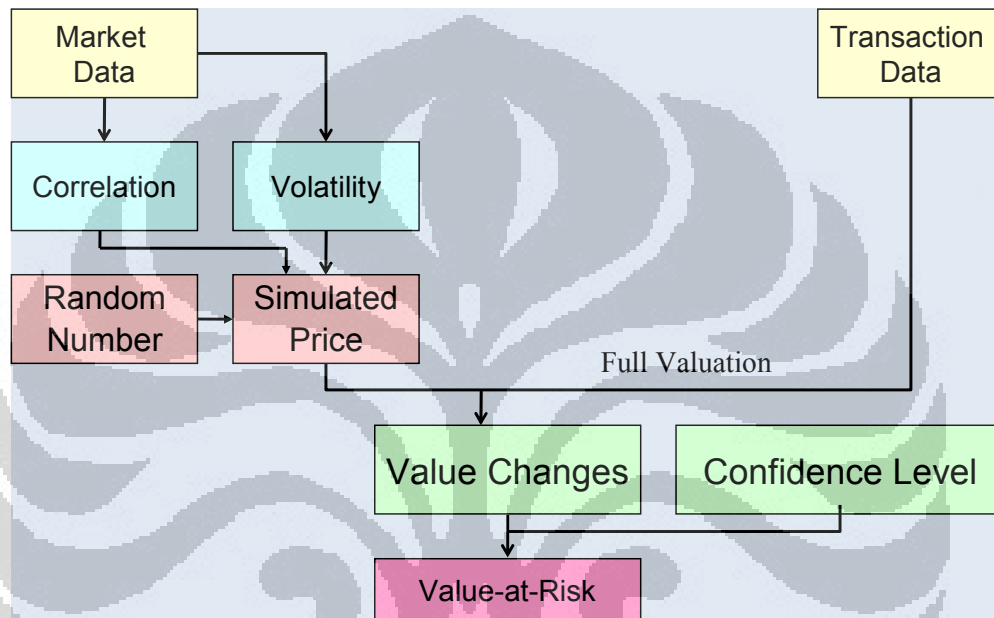 Market
Data
Transaction
Data
Correlation
Volatility
Random
Number
Simulated
Price
Full Valuation
Value Changes
Confidence Level
Value-at-Risk